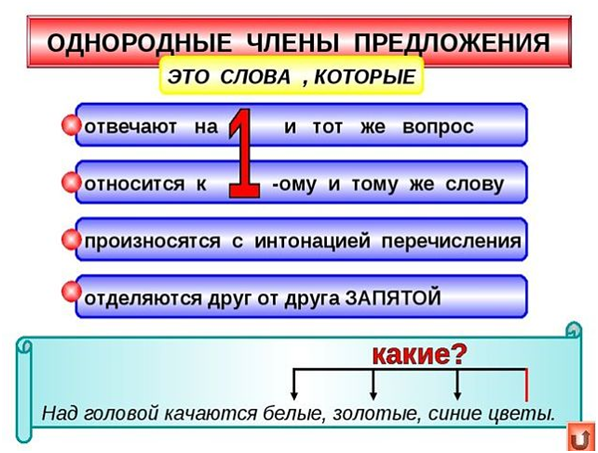 ОДНОРОДНЫЕ ЧЛЕНЫ ПРЕДЛОЖЕНИЯ
ЭТО СЛОВА , КОТОРЫЕ
отвечают на 1 и тот же вопрос
относится к 1 -ому и тому же слову
произносятся с интонацией перечисления
отделяются друг от друга ЗАПЯТОЙ
какие?
Над головой качаются белые, золотые, синие цветы.